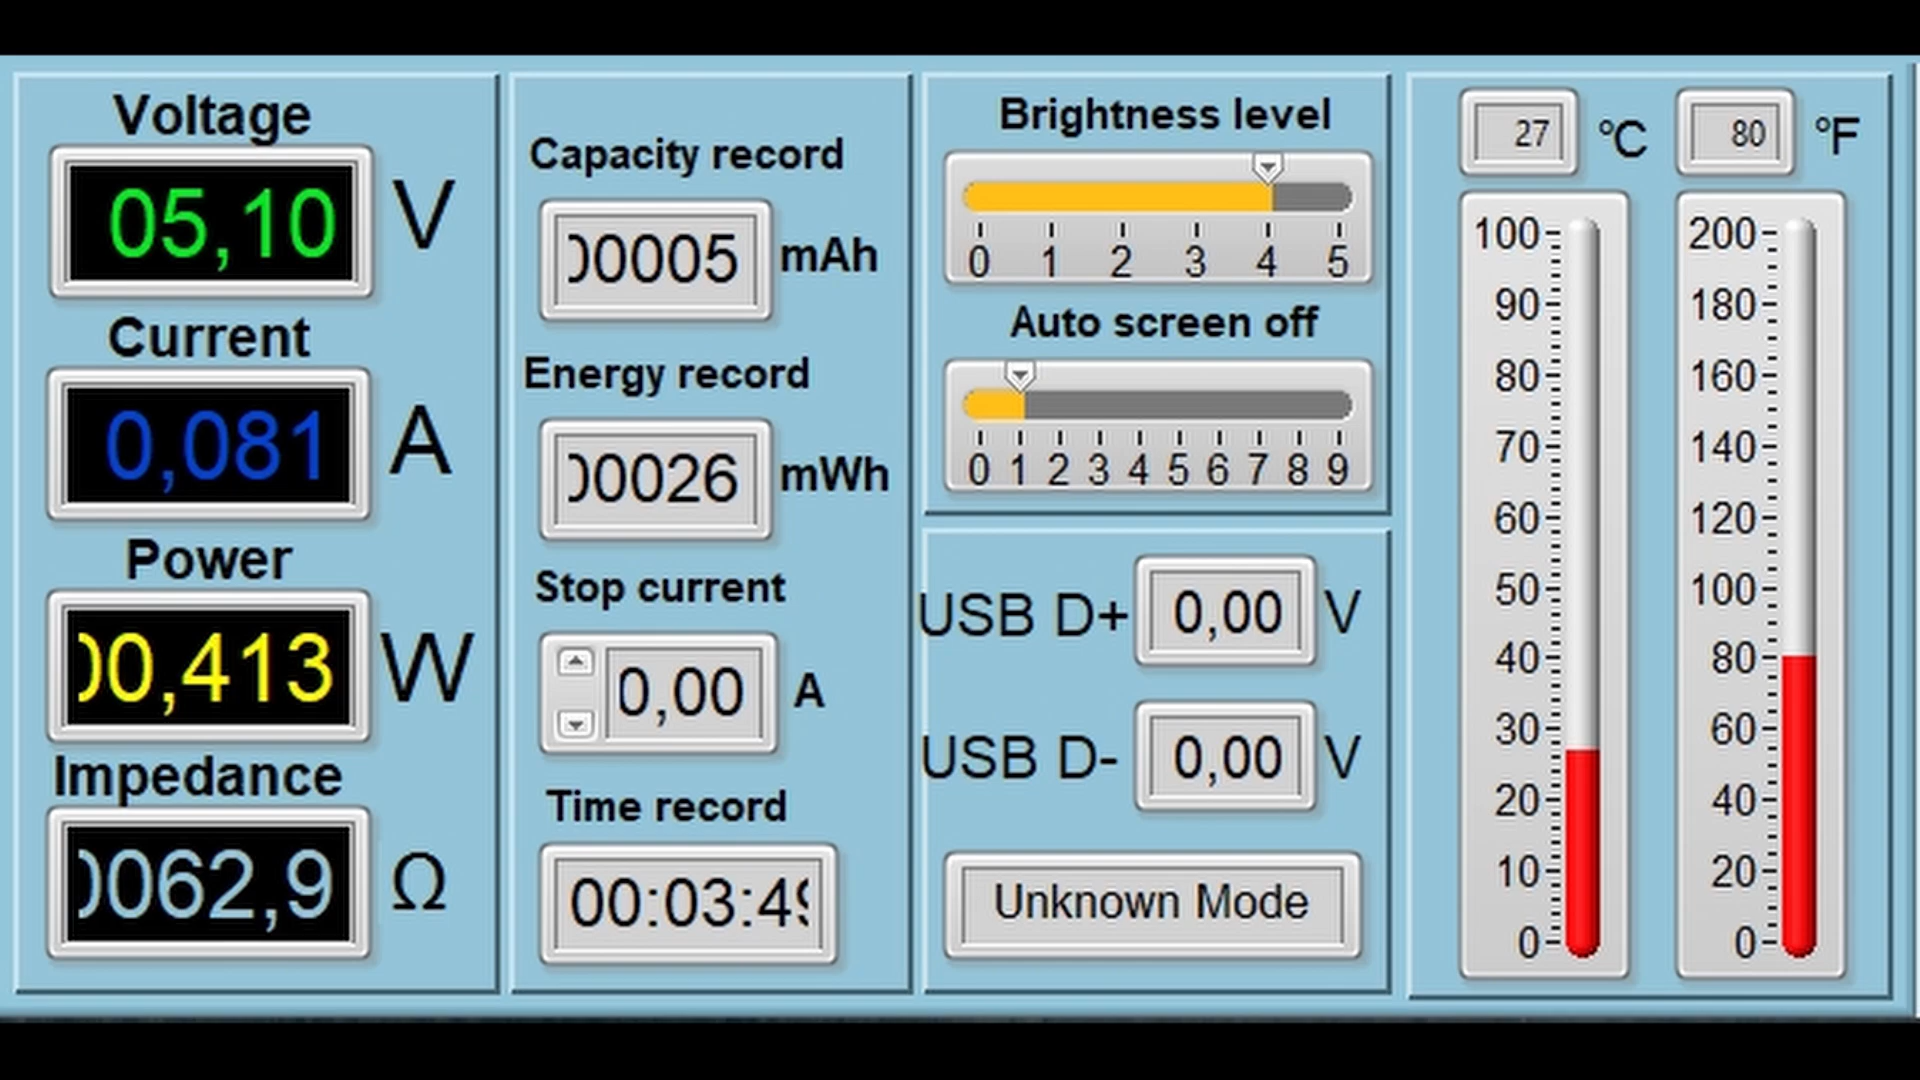 Voltage
05,10 V
Current
0,081 A
Power
00,413 W
Impedance
0062,9 Ω
Capacity record
00005 mAh
Energy record
00026 mWh
Stop current
0,00 A
Time record
00:03:49
Brightness level
0 1 2 3 4 5
Auto screen off
0 1 2 3 4 5 6 7 8 9
USB D+ 0,00 V
USB D- 0,00 V
Unknown Mode
27 °C
100
90
80
70
60
50
40
30
20
10
0
80 °F
200
180
160
140
120
100
80
60
40
20
0